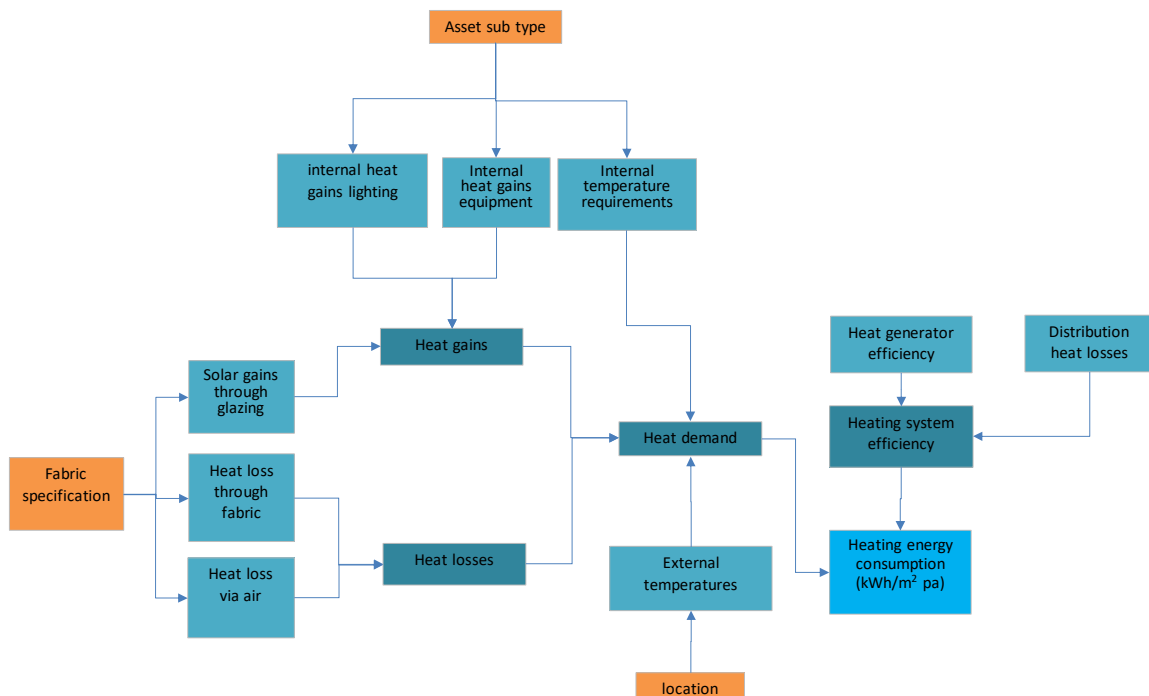 Asset sub type
internal heat
gains lighting
Internal
heat gains
equipment
Internal
temperature
requirements
Heat gains
Heat generator
efficiency
Distribution
heat losses
Solar gains
through
glazing
Heat demand
Heating system
efficiency
Fabric
specification
Heat loss
through
fabric
Heat losses
Heat loss
via air
External
temperatures
Heating energy
consumption
(kWh/m² pa)
location